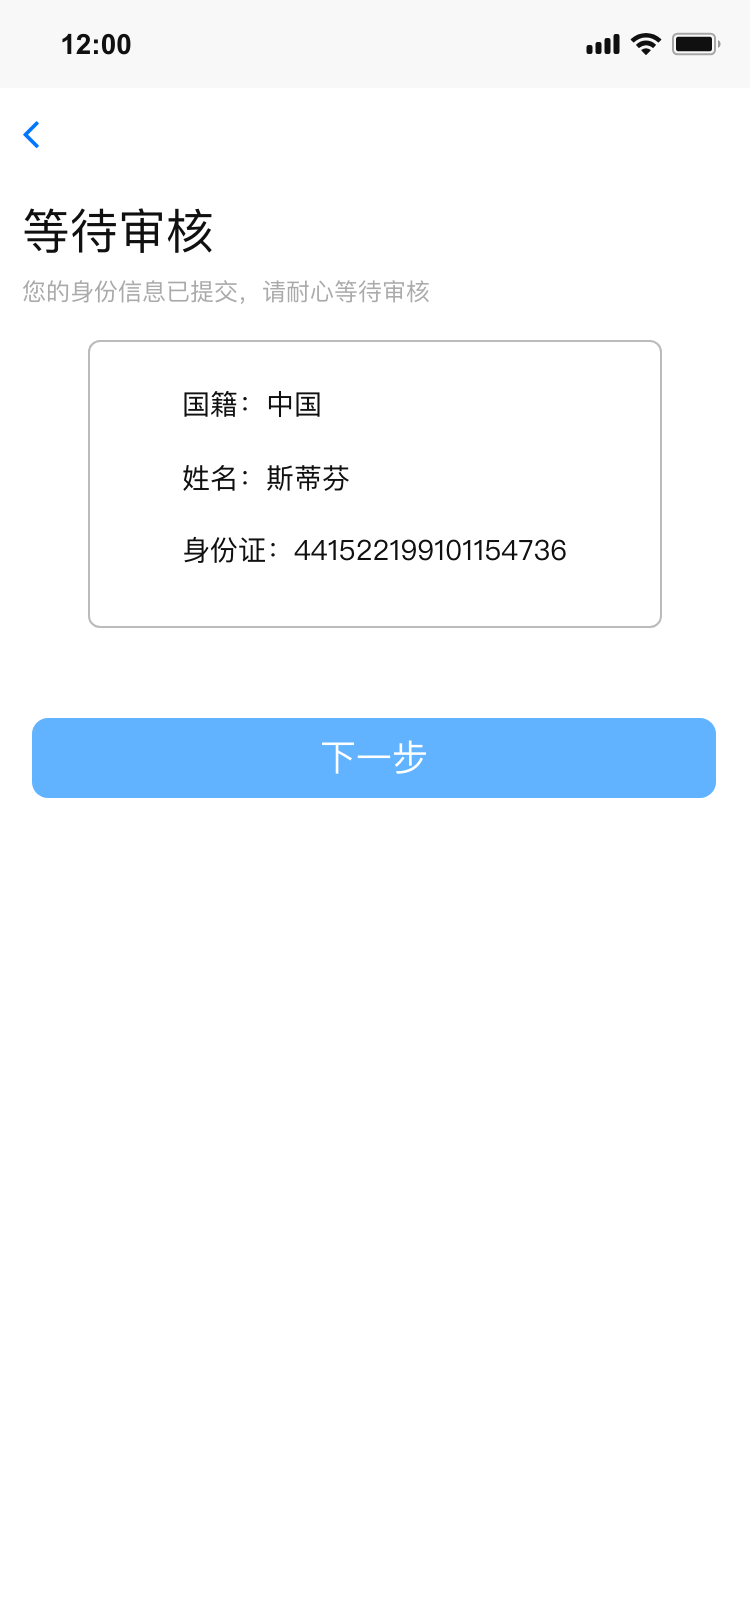 12:00
等待审核
您的身份信息已提交，请耐心等待审核
国籍：中国
姓名：斯蒂芬
身份证：441522199101154736
下一步